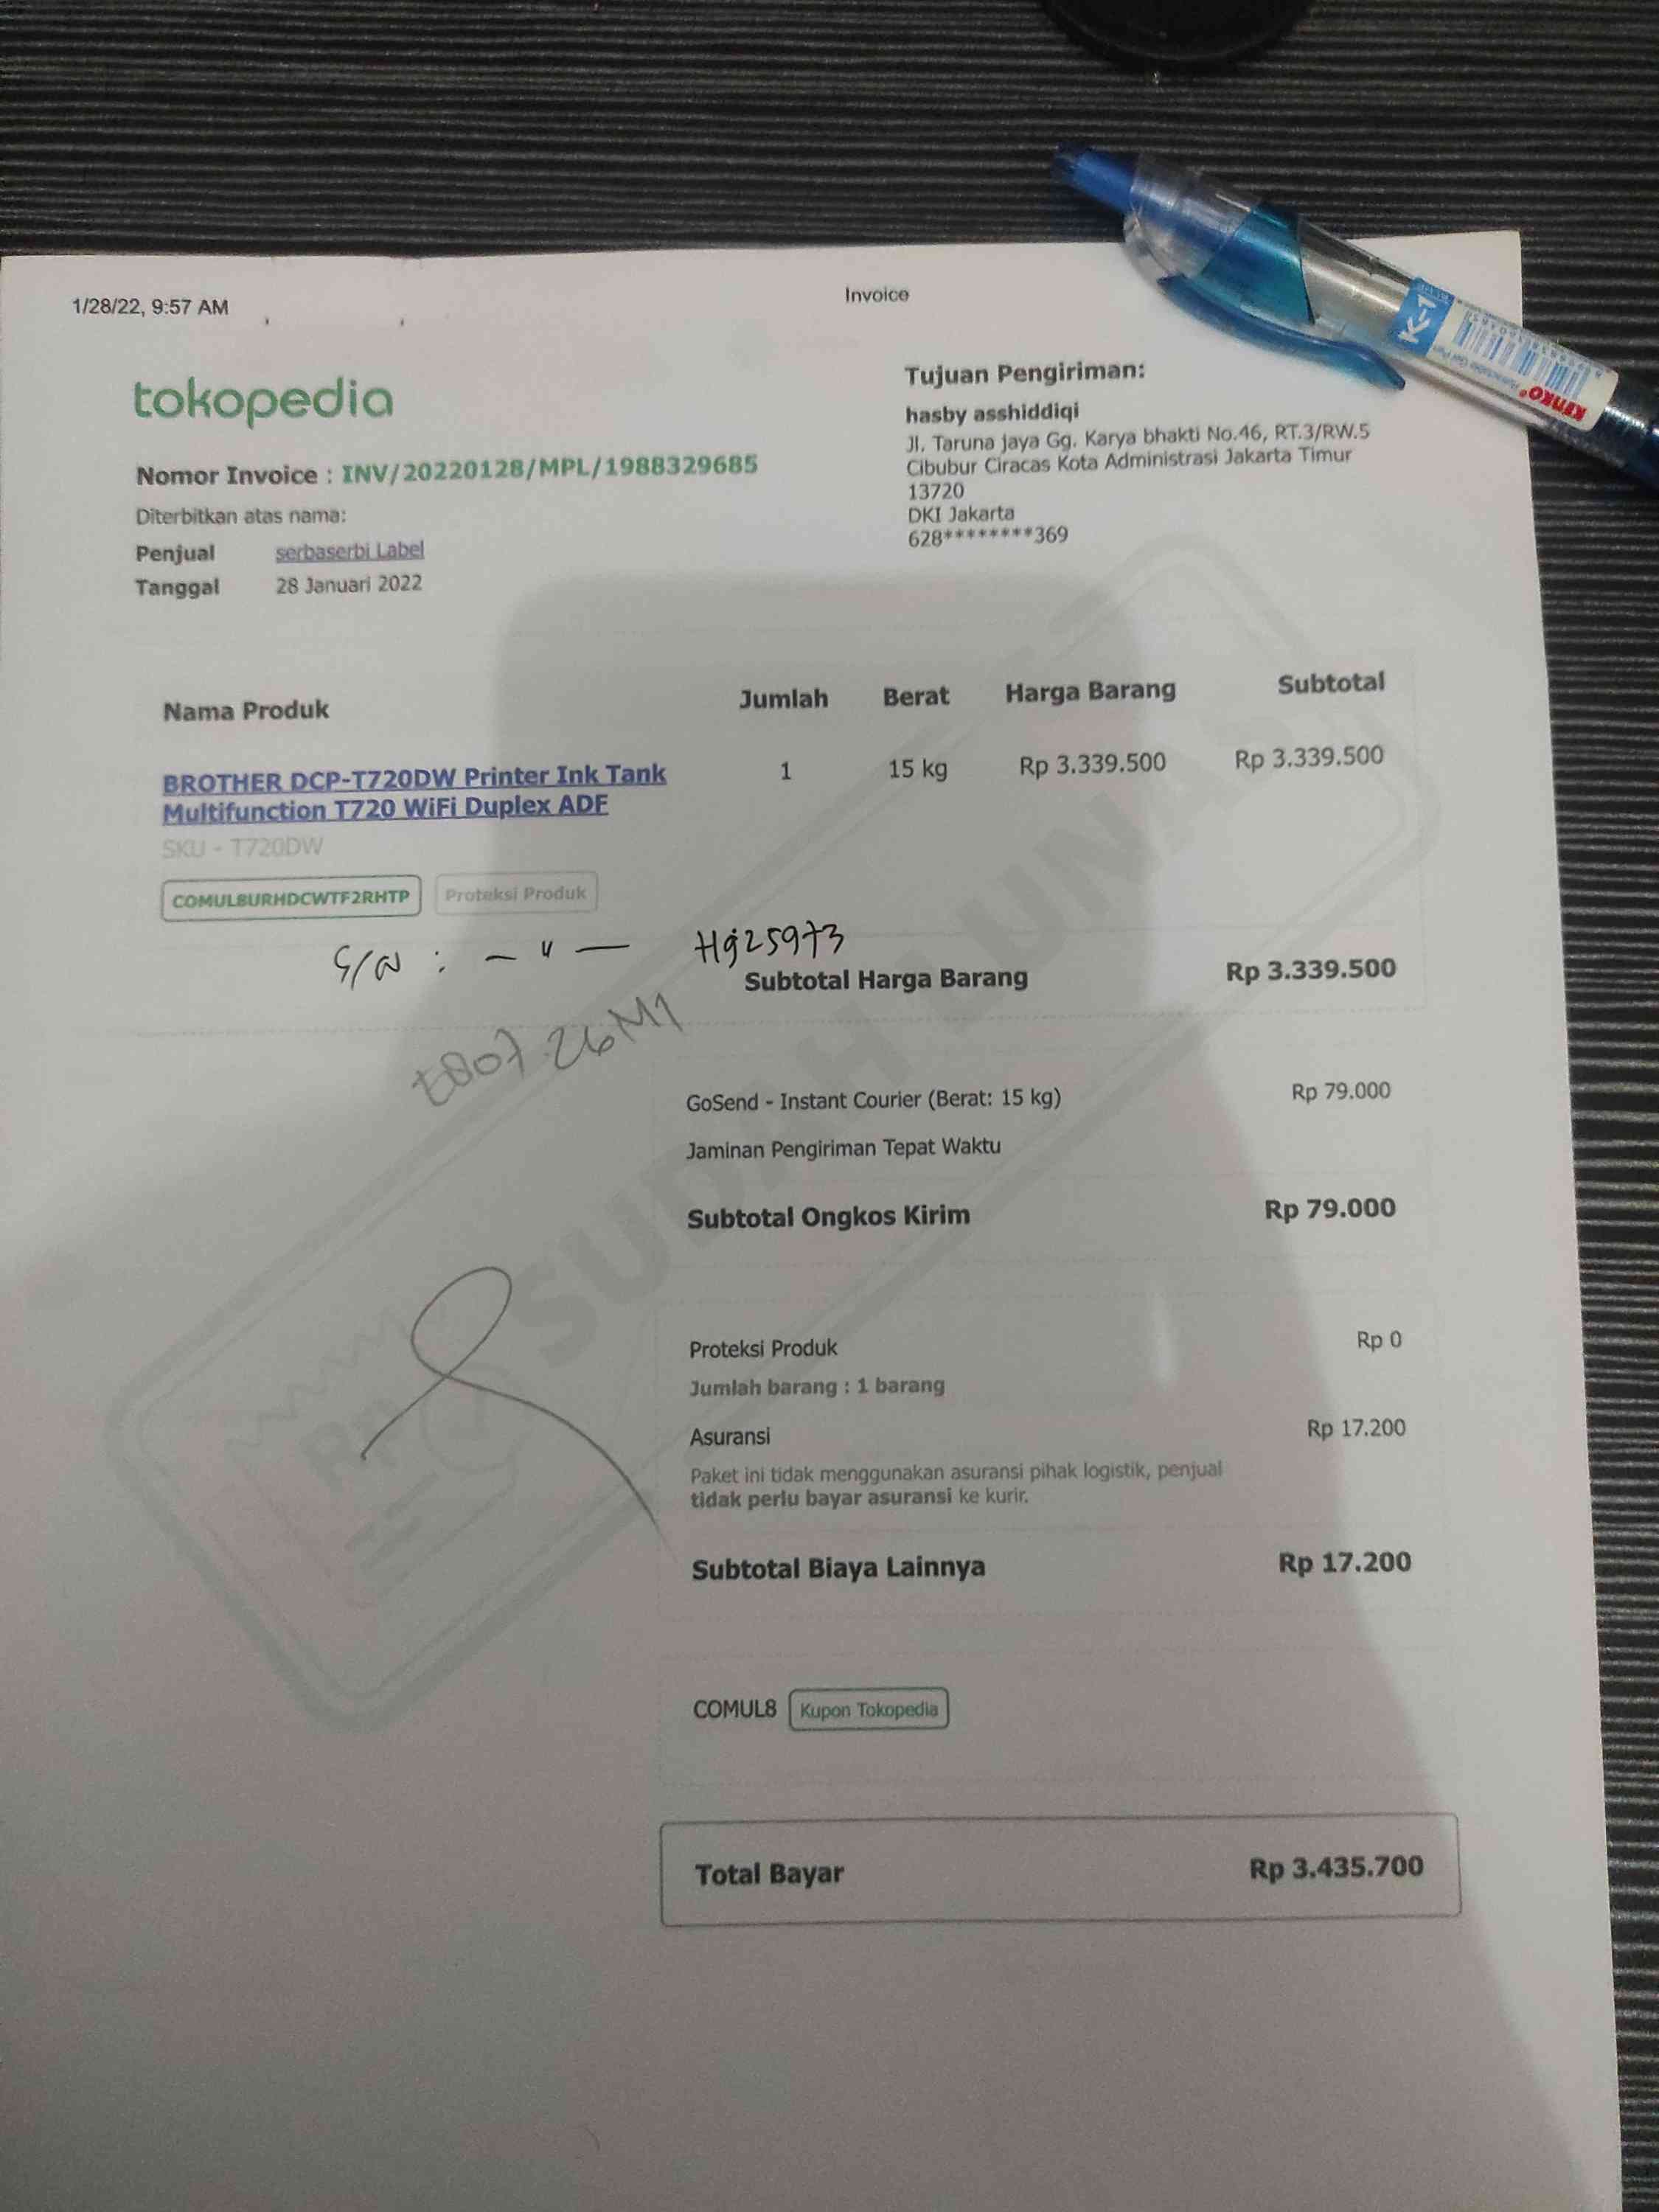 1/28/22, 9:57 AM
Invoice
tokopedia
Nomor Invoice : INV/20220128/MPL/1988329685
Diterbitkan atas nama:
Penjual serbaserbi Label
Tanggal 28 Januari 2022
Tujuan Pengiriman:
hasby asshiddiqi
Jl. Taruna jaya Gg. Karya bhakti No.46, RT.3/RW.5
Cibubur Ciracas Kota Administrasi Jakarta Timur
13720
DKI Jakarta
628********369
Nama Produk Jumlah Berat Harga Barang Subtotal
BROTHER DCP-T720DW Printer Ink Tank 1 15 kg Rp 3.339.500 Rp 3.339.500
Multifunction T720 WiFi Duplex ADF
SKU - T720DW
COMUL8URHDCWTF2RHTP Proteksi Produk
S/N : — " —
Subtotal Harga Barang Rp 3.339.500
GoSend - Instant Courier (Berat: 15 kg) Rp 79.000
Jaminan Pengiriman Tepat Waktu
Subtotal Ongkos Kirim Rp 79.000
Proteksi Produk Rp 0
Jumlah barang : 1 barang
Asuransi Rp 17.200
Paket ini tidak menggunakan asuransi pihak logistik, penjual
tidak perlu bayar asuransi ke kurir.
Subtotal Biaya Lainnya Rp 17.200
COMUL8 Kupon Tokopedia
Total Bayar Rp 3.435.700
SUDAH LUNAS
Rp
K-1
KENKO